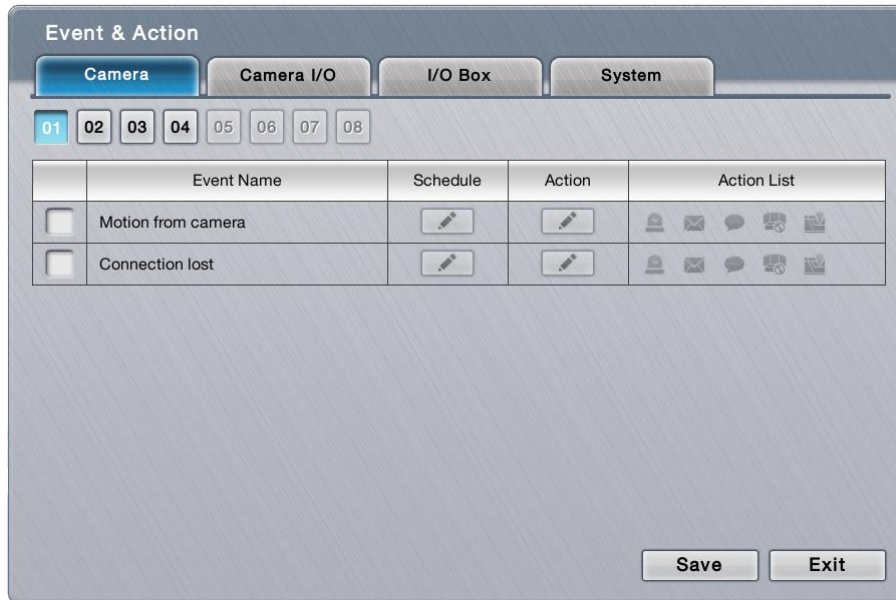 Event & Action
Camera Camera I/O I/O Box System
01 02 03 04 05 06 07 08
Event Name Schedule Action Action List
Motion from camera
Connection lost
Save Exit